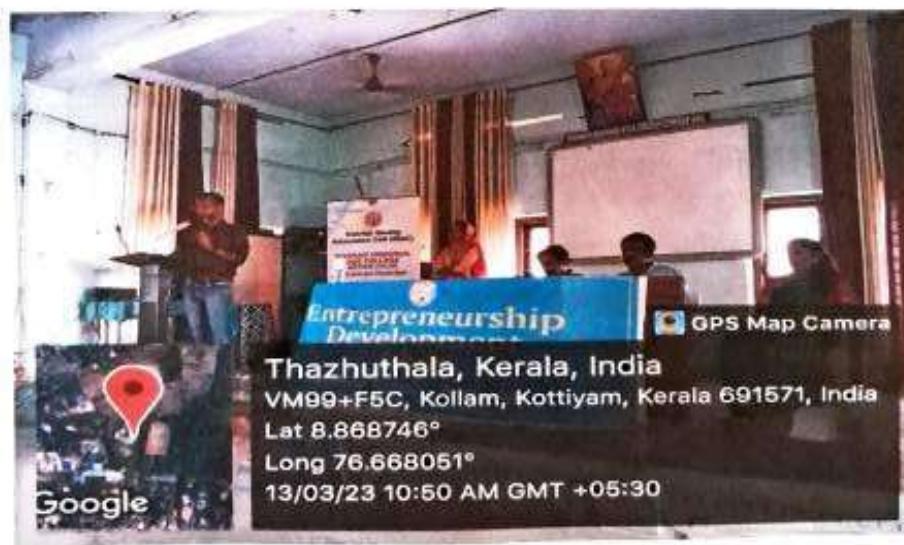 Entrepreneurship
Development
GPS Map Camera
Thazhuthala, Kerala, India
VM99+F5C, Kollam, Kottiyam, Kerala 691571, India
Lat 8.868746°
Long 76.668051°
13/03/23 10:50 AM GMT +05:30
Google